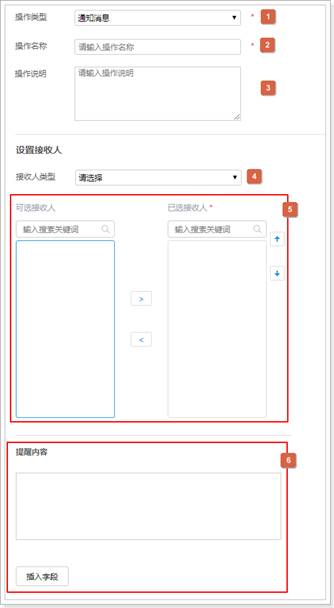 操作类型 通知消息 * 1
操作名称 请输入操作名称 * 2
操作说明 请输入操作说明 3
设置接收人
接收人类型 请选择 4
可选接收人 已选接收人 * 5
输入搜素关键词 输入搜素关键词
>
<
提醒内容 6
插入字段